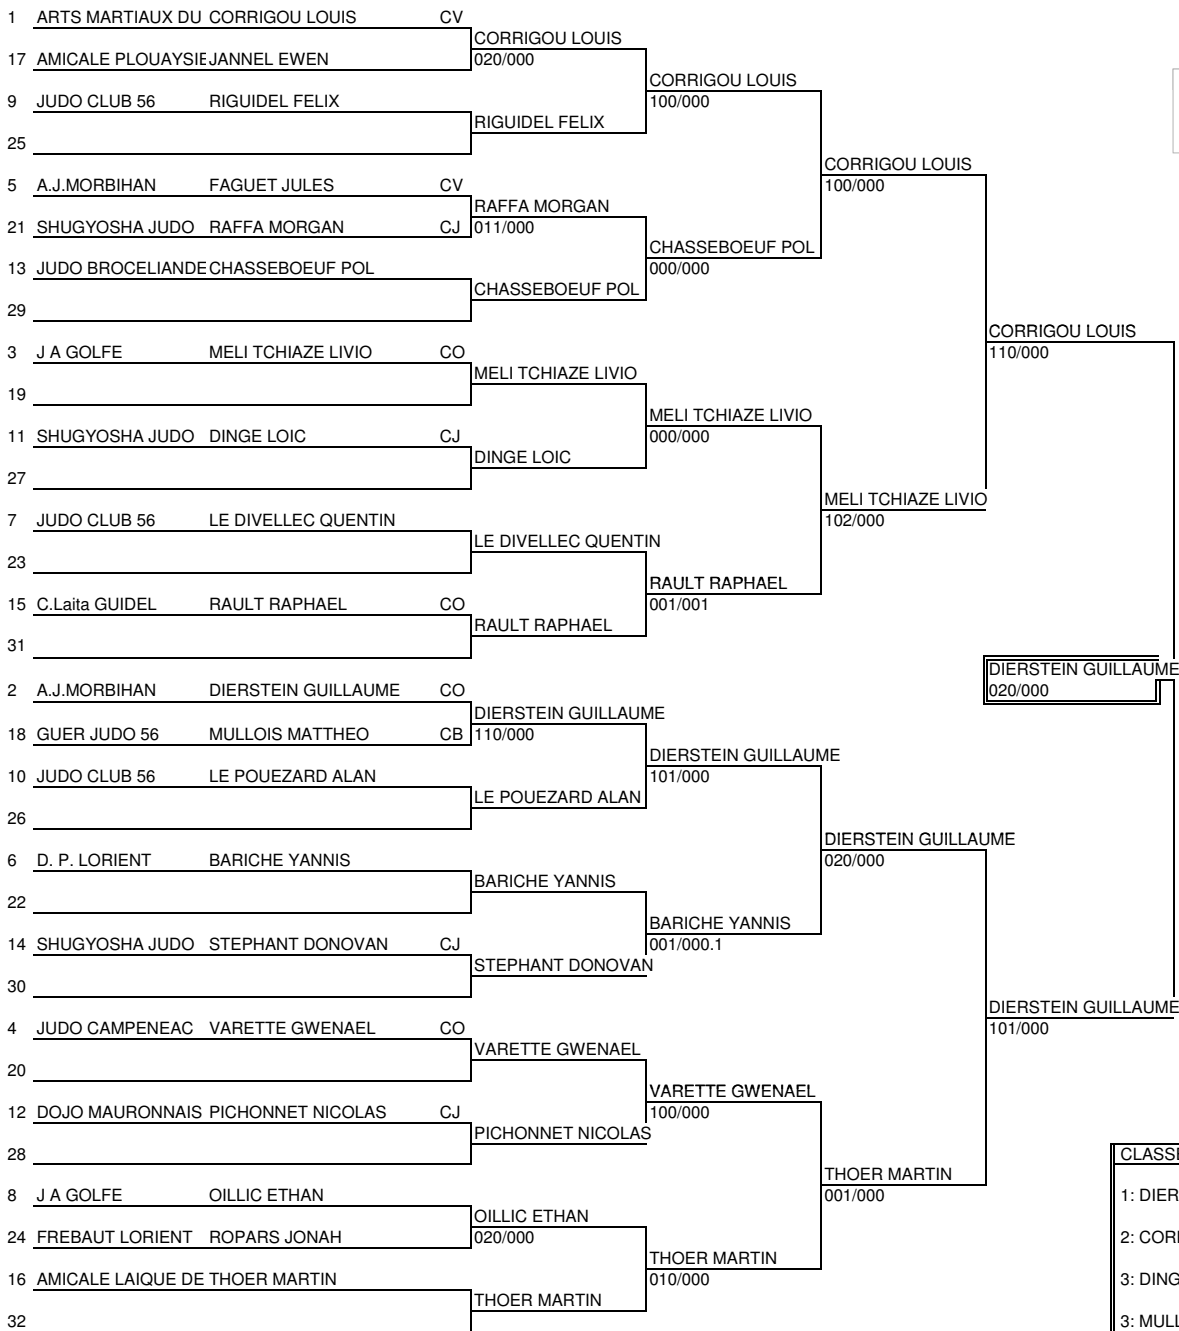 1 ARTS MARTIAUX DU CORRIGOU LOUIS CV
CORRIGOU LOUIS
17 AMICALE PLOUAYSIE JANNEL EWEN 020/000
CORRIGOU LOUIS
9 JUDO CLUB 56 RIGUIDEL FELIX 100/000
RIGUIDEL FELIX
25
CORRIGOU LOUIS
5 A.J.MORBIHAN FAGUET JULES CV 100/000
RAFFA MORGAN
21 SHUGYOSHA JUDO RAFFA MORGAN CJ 011/000
CHASSEBOEUF POL
13 JUDO BROCELIANDE CHASSEBOEUF POL 000/000
CHASSEBOEUF POL
29
CORRIGOU LOUIS
3 J A GOLFE MELI TCHIAZE LIVIO CO 110/000
MELI TCHIAZE LIVIO
19
MELI TCHIAZE LIVIO
11 SHUGYOSHA JUDO DINGE LOIC CJ 000/000
DINGE LOIC
27
MELI TCHIAZE LIVIO
7 JUDO CLUB 56 LE DIVELLEC QUENTIN 102/000
LE DIVELLEC QUENTIN
23
RAULT RAPHAEL
15 C.Laita GUIDEL RAULT RAPHAEL CO 001/001
RAULT RAPHAEL
31
DIERSTEIN GUILLAUME
2 A.J.MORBIHAN DIERSTEIN GUILLAUME CO 020/000
DIERSTEIN GUILLAUME
18 GUER JUDO 56 MULLOIS MATTHEO CB 110/000
DIERSTEIN GUILLAUME
10 JUDO CLUB 56 LE POUEZARD ALAN 101/000
LE POUEZARD ALAN
26
DIERSTEIN GUILLAUME
6 D. P. LORIENT BARICHE YANNIS 020/000
BARICHE YANNIS
22
BARICHE YANNIS
14 SHUGYOSHA JUDO STEPHANT DONOVAN CJ 001/000.1
STEPHANT DONOVAN
30
DIERSTEIN GUILLAUME
4 JUDO CAMPENEAC VARETTE GWENAEL CO 101/000
VARETTE GWENAEL
20
VARETTE GWENAEL
12 DOJO MAURONNAIS PICHONNET NICOLAS CJ 100/000
PICHONNET NICOLAS
28
CLASSE
THOER MARTIN
8 J A GOLFE OILLIC ETHAN 001/000 1: DIER
OILLIC ETHAN
24 FREBAUT LORIENT ROPARS JONAH 020/000 2: COR
THOER MARTIN
16 AMICALE LAIQUE DE THOER MARTIN 010/000 3: DING
THOER MARTIN
32 3: MULL